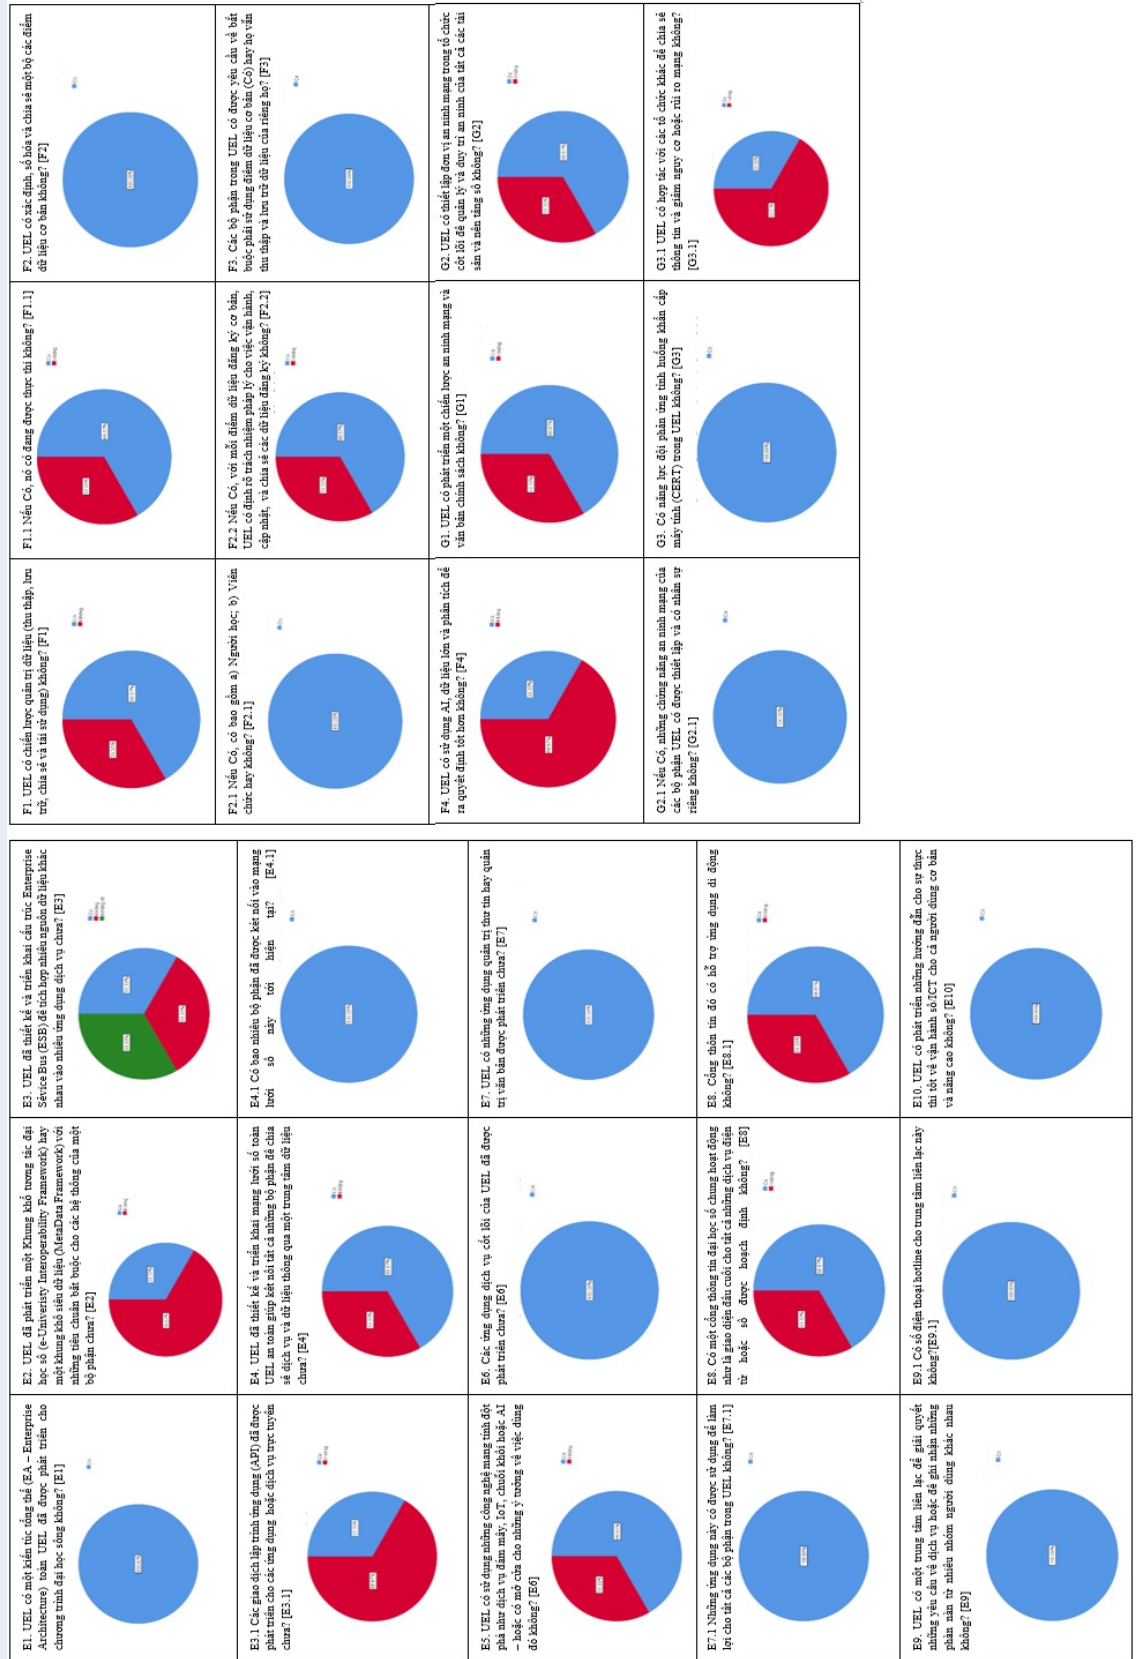 E1. UEL có một kiến trúc tổng thể (EA – Enterprise
Architecture) toàn UEL đã được phát triển cho
chương trình đại học sông không? [E1]
E2. UEL đã phát triển một Khung khổ tương tác đại
học số (e-Univeristy Interoperability Framework) hay
một khung khổ siêu dữ liệu (MetaData Framework) với
những tiêu chuẩn bắt buộc cho các hệ thống của một
bộ phận chưa? [E2]
E3. UEL đã thiết kế và triển khai cấu trúc Enterprise
Sevice Bus (ESB) để tích hợp nhiều nguồn dữ liệu khác
nhau vào nhiều ứng dụng dịch vụ chưa? [E3]
E3.1 Các giao dịch lập trình ứng dụng (API) đã được
phát triển cho các ứng dụng hoặc dịch vụ trực tuyến
chưa? [E3.1]
E4. UEL đã thiết kế và triển khai mạng lưới số toàn
UEL an toàn giúp kết nối tất cả những bộ phận để chia
sẻ dịch vụ và dữ liệu thông qua một trung tâm dữ liệu
chưa? [E4]
E4.1 Có bao nhiêu bộ phận đã được kết nối vào mạng
lưới số này tới hiện tại? [E4.1]
E5. UEL có sử dụng những công nghệ mang tính đột
phá như dịch vụ đám mây, IoT, chuỗi khối hoặc AI
– hoặc có mở cửa cho những ý tưởng về việc dùng
đó không? [E6]
E6. Các ứng dụng dịch vụ cốt lõi của UEL đã được
phát triển chưa? [E6]
E7. UEL có những ứng dụng quản trị thư tín hay quản
trị văn bản được phát triển chưa? [E7]
E7.1 Những ứng dụng này có được sử dụng để làm
lợi cho tất cả các bộ phận trong UEL không? [E7.1]
E8. Có một cổng thông tin đại học số chung hoạt động
như là giao diện đầu cuối cho tất cả những dịch vụ điện
tử hoặc số được hoạch định không? [E8]
E8. Cổng thôn tin đó có hỗ trợ ứng dụng di động
không? [E8.1]
E9. UEL có một trung tâm liên lạc để giải quyết
những yêu cầu về dịch vụ hoặc để ghi nhận những
phàn nàn từ nhiều nhóm người dùng khác nhau
không? [E9]
E9.1 Có số điện thoại hotline cho trung tâm liên lạc này
không?[E9.1]
E10. UEL có phát triển những hướng dẫn cho sự thực
thi tốt về vận hành số/ICT cho cả người dùng cơ bản
và nâng cao không? [E10]
F1. UEL có chiến lược quản trị dữ liệu (thu thập, lưu
trữ, chia sẻ và tái sử dụng) không? [F1]
F1.1 Nếu Có, nó có đang được thực thi không? [F1.1]
F2. UEL có xác định, số hóa và chia sẻ một bộ các điểm
dữ liệu cơ bản không? [F2]
F2.1 Nếu Có, có bao gồm a) Người học; b) Viên
chức hay không? [F2.1]
F2.2 Nếu Có, với mỗi điểm dữ liệu đăng ký cơ bản,
UEL có định rõ trách nhiệm pháp lý cho việc vận hành,
cập nhật, và chia sẻ các dữ liệu đăng ký không? [F2.2]
F3. Các bộ phận trong UEL có được yêu cầu về bắt
buộc phải sử dụng điểm dữ liệu cơ bản (Có) hay họ vẫn
thu thập và lưu trữ dữ liệu của riêng họ? [F3]
F4. UEL có sử dụng AI, dữ liệu lớn và phân tích để
ra quyết định tốt hơn không? [F4]
G1. UEL có phát triển một chiến lược an ninh mạng và
văn bản chính sách không? [G1]
G2. UEL có thiết lập đơn vị an ninh mạng trong tổ chức
cốt lõi để quản lý và duy trì an ninh của tất cả các tài
sản và nền tảng số không? [G2]
G2.1 Nếu Có, những chứng năng an ninh mạng của
các bộ phận UEL có được thiết lập và có nhân sự
riêng không? [G2.1]
G3. Có năng lực đội phản ứng tình huống khẩn cấp
máy tính (CERT) trong UEL không? [G3]
G3.1 UEL có hợp tác với các tổ chức khác để chia sẻ
thông tin và giảm nguy cơ hoặc rủi ro mạng không?
[G3.1]